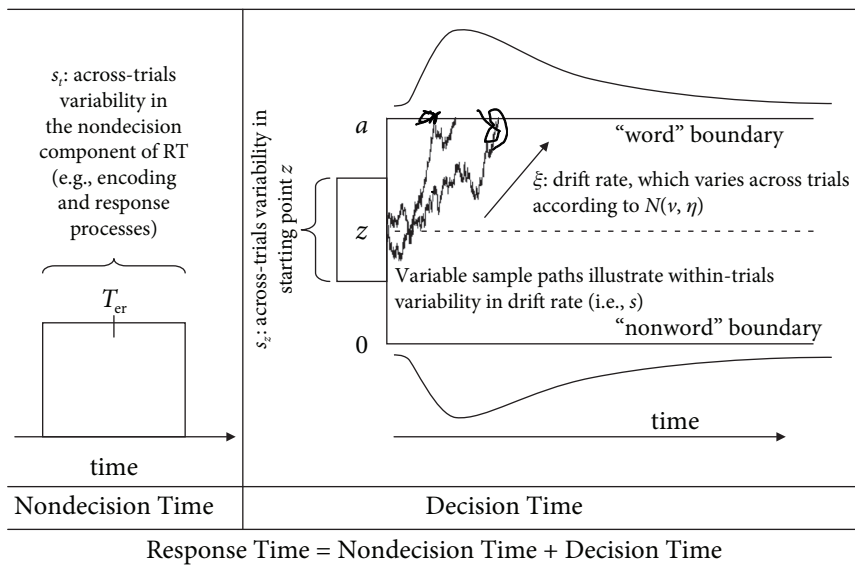 s_t: across-trials
variability in
the nondecision
component of RT
(e.g., encoding
and response
processes)
T_er
time
Nondecision Time
s_z: across-trials variability in
starting point z
a
z
0
“word” boundary
ξ: drift rate, which varies across trials
according to N(ν, η)
Variable sample paths illustrate within-trials
variability in drift rate (i.e., s)
“nonword” boundary
time
Decision Time
Response Time = Nondecision Time + Decision Time